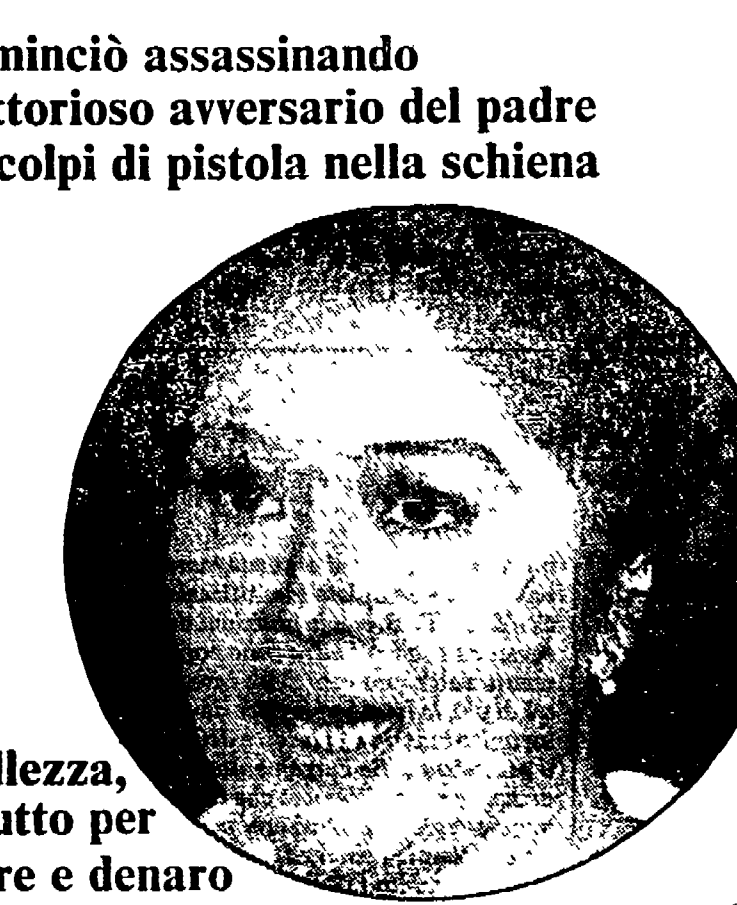 minciò assassinando
ttorioso avversario del padre
colpi di pistola nella schiena
llezza,
utto per
re e denaro